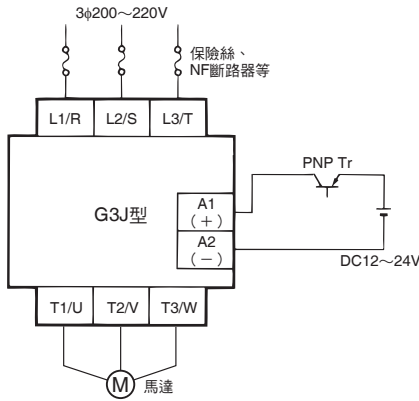 3ϕ200～220V
保險絲、
NF斷路器等
L1/R L2/S L3/T
PNP Tr
A1
（+）
G3J型
A2
（−）
DC12～24V
T1/U T2/V T3/W
M 馬達